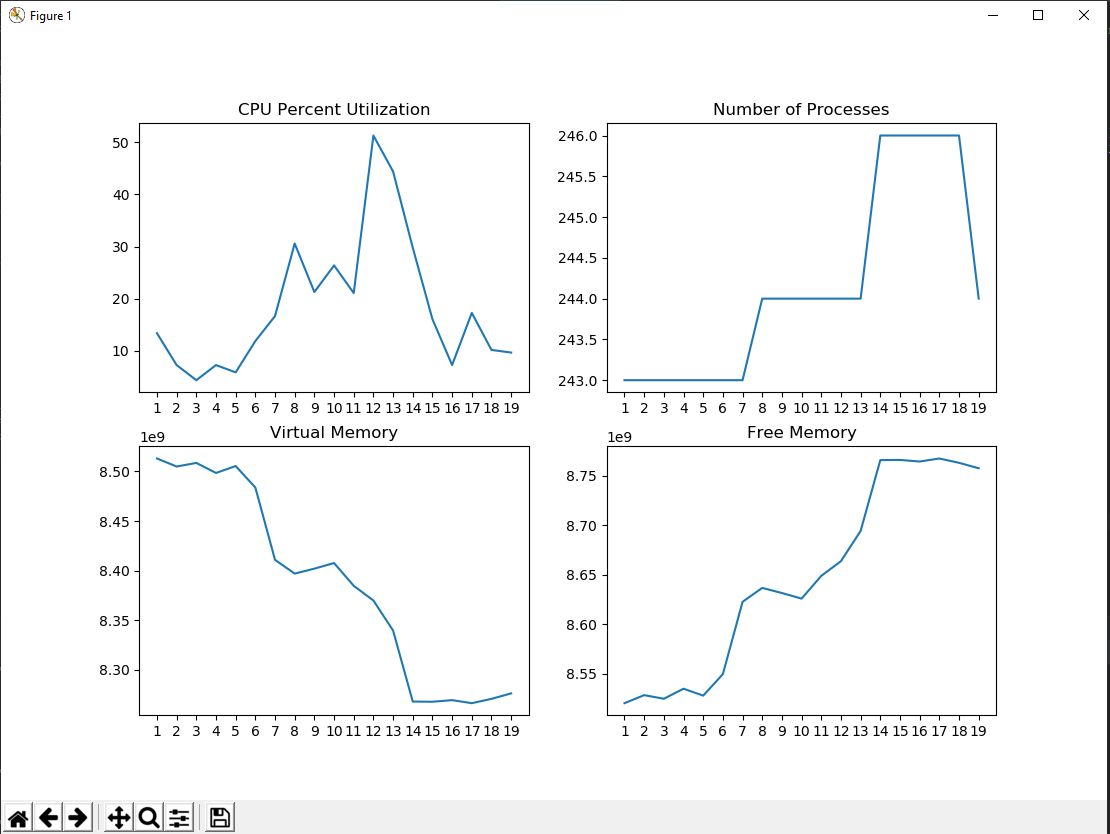 Figure 1
CPU Percent Utilization
50
40
30
20
10
1 2 3 4 5 6 7 8 9 10 11 12 13 14 15 16 17 18 19
Number of Processes
246.0
245.5
245.0
244.5
244.0
243.5
243.0
1 2 3 4 5 6 7 8 9 10 11 12 13 14 15 16 17 18 19
1e9
Virtual Memory
8.50
8.45
8.40
8.35
8.30
1 2 3 4 5 6 7 8 9 10 11 12 13 14 15 16 17 18 19
1e9
Free Memory
8.75
8.70
8.65
8.60
8.55
1 2 3 4 5 6 7 8 9 10 11 12 13 14 15 16 17 18 19